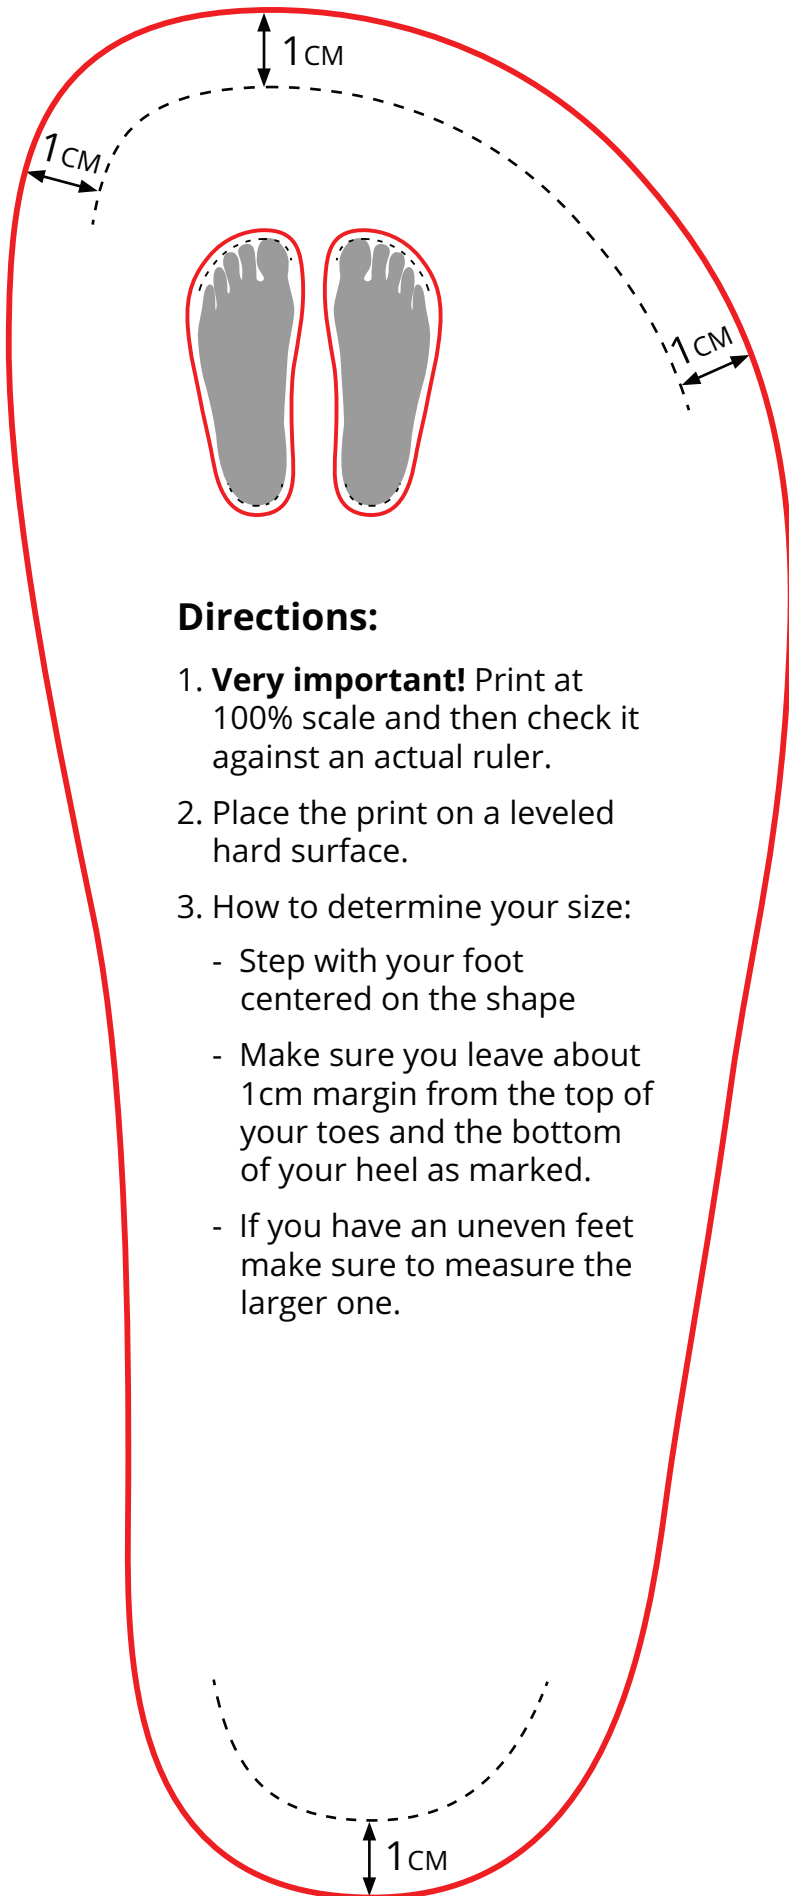 1CM
1CM
1CM
Directions:
1. Very important! Print at
100% scale and then check it
against an actual ruler.
2. Place the print on a leveled
hard surface.
3. How to determine your size:
- Step with your foot
centered on the shape
- Make sure you leave about
1cm margin from the top of
your toes and the bottom
of your heel as marked.
- If you have an uneven feet
make sure to measure the
larger one.
1CM